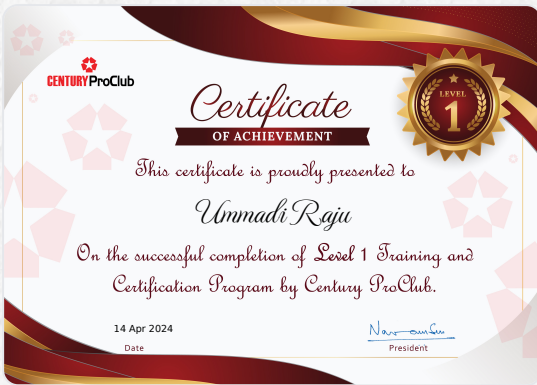 CENTURY ProClub
Certificate
OF ACHIEVEMENT
LEVEL
1
This certificate is proudly presented to
Ummadi Raju
On the successful completion of Level 1 Training and
Certification Program by Century ProClub.
14 Apr 2024
Date
President